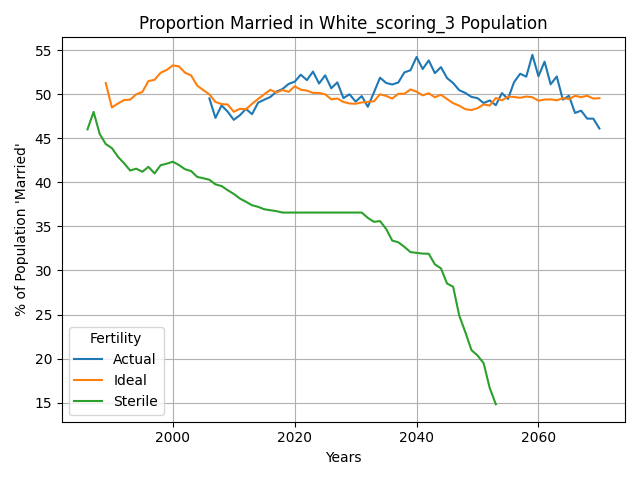 Proportion Married in White_scoring_3 Population
% of Population 'Married'
55
50
45
40
35
30
25
20
15
Fertility
Actual
Ideal
Sterile
2000
2020
2040
2060
Years